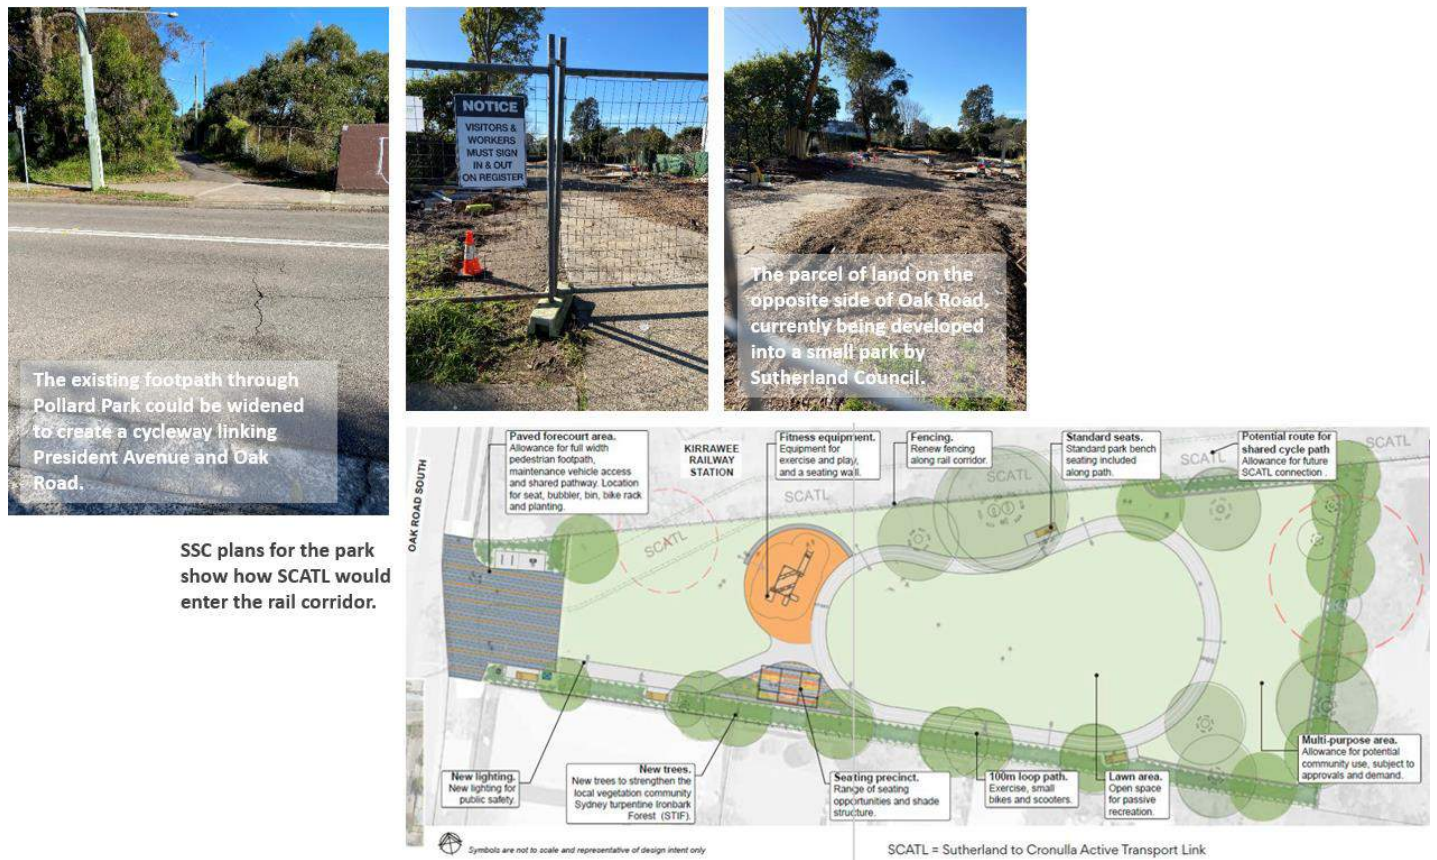 NOTICE
VISITORS &
WORKERS
MUST SIGN
IN & OUT
ON REGISTER
The existing footpath through
Pollard Park could be widened
to create a cycleway linking
President Avenue and Oak
Road.
The parcel of land on the
opposite side of Oak Road,
currently being developed
into a small park by
Sutherland Council.
SSC plans for the park
show how SCATL would
enter the rail corridor.
OAK ROAD SOUTH
Paved forecourt area.
Allowance for full width
pedestrian footpath,
maintenance vehicle access
and shared pathway. Location
for seat, bubbler, bin, bike rack
and planting.
KIRRAWEE
RAILWAY
STATION
Fitness equipment.
Equipment for
exercise and play,
and a seating wall.
Fencing.
Renew fencing
along rail corridor.
Standard seats.
Standard park bench
seating included
along path.
Potential route for
shared cycle path
Allowance for future
SCATL connection .
SCATL
SCATL
SCATL
SCATL
SCATL
New lighting.
New lighting for
public safety.
New trees.
New trees to strengthen the
local vegetation community
Sydney turpentine Ironbark
Forest (STIF).
Seating precinct.
Range of seating
opportunities and shade
structure.
100m loop path.
Exercise, small
bikes and scooters.
Lawn area.
Open space
for passive
recreation.
Multi-purpose area.
Allowance for potential
community use, subject to
approvals and demand.
Symbols are not to scale and representative of design intent only
SCATL = Sutherland to Cronulla Active Transport Link